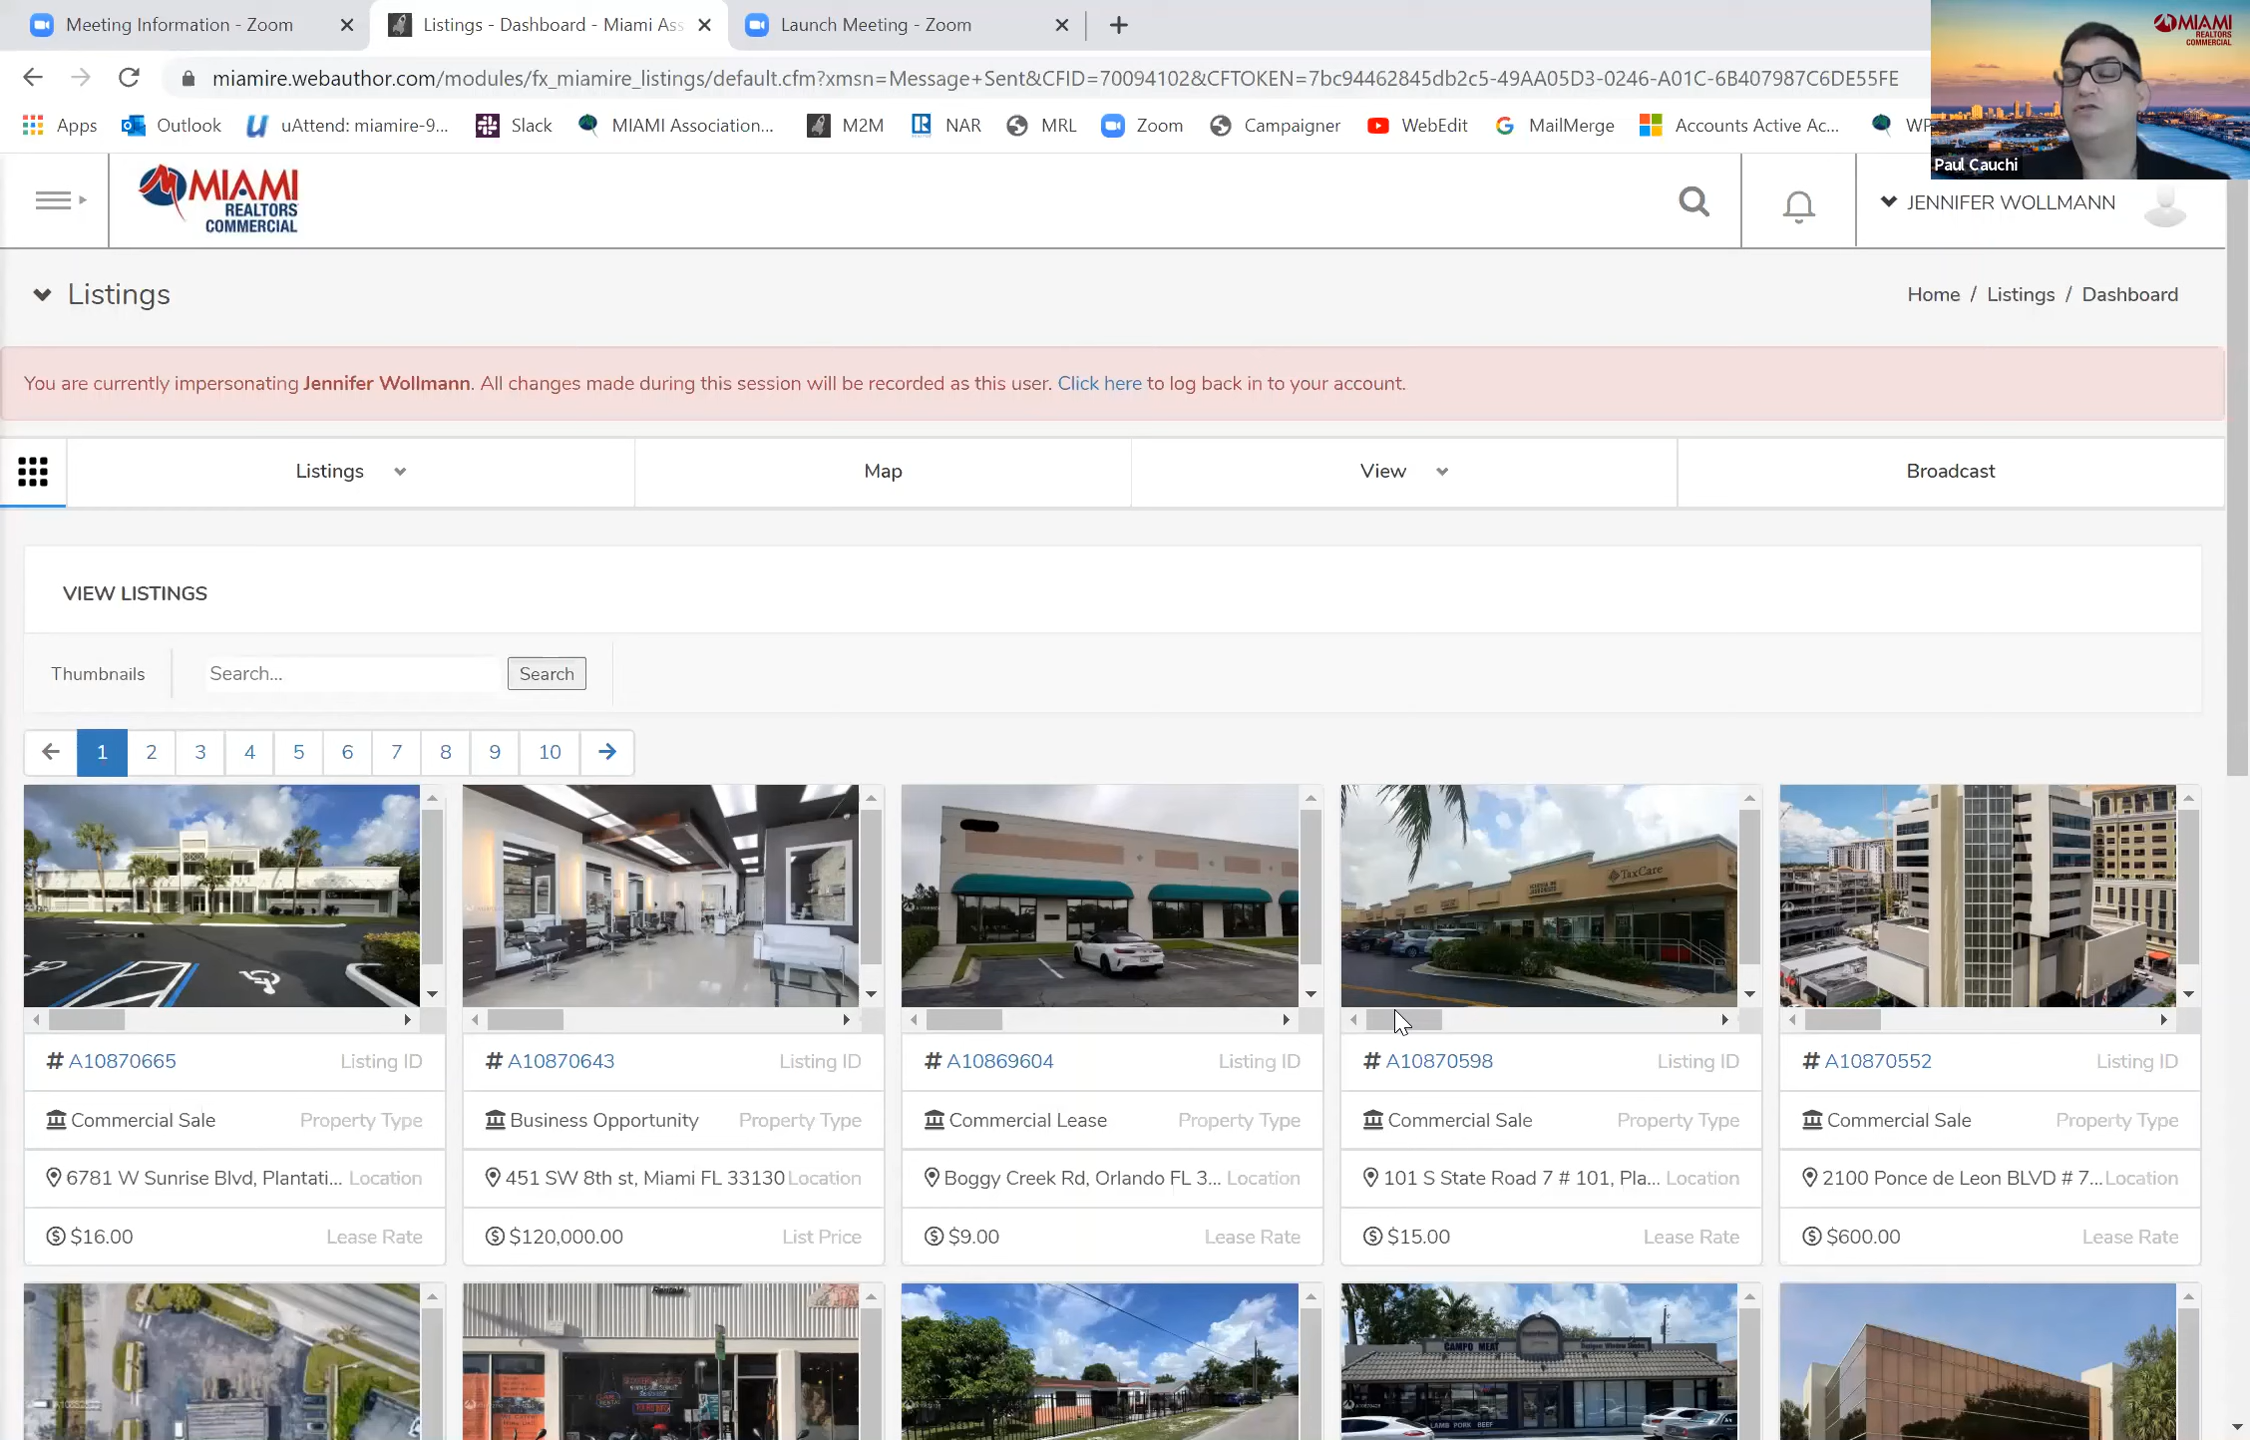 Meeting Information - Zoom
Listings - Dashboard - Miami Ass
Launch Meeting - Zoom
miamire.webauthor.com/modules/fx_miamire_listings/default.cfm?xmsn=Message+Sent&CFID=70094102&CFTOKEN=7bc94462845db2c5-49AA05D3-0246-A01C-6B407987C6DE55FE
Apps Outlook uAttend: miamire-9... Slack MIAMI Association... M2M NAR MRL Zoom Campaigner WebEdit MailMerge Accounts Active Ac... WP
MIAMI
REALTORS
COMMERCIAL
Paul Cauchi
MIAMI
REALTORS
COMMERCIAL
JENNIFER WOLLMANN
Listings
Home / Listings / Dashboard
You are currently impersonating Jennifer Wollmann. All changes made during this session will be recorded as this user. Click here to log back in to your account.
Listings Map View Broadcast
VIEW LISTINGS
Thumbnails Search... Search
1 2 3 4 5 6 7 8 9 10
TaxCare
# A10870665 Listing ID
Commercial Sale Property Type
6781 W Sunrise Blvd, Plantati... Location
$16.00 Lease Rate
# A10870643 Listing ID
Business Opportunity Property Type
451 SW 8th st, Miami FL 33130 Location
$120,000.00 List Price
# A10869604 Listing ID
Commercial Lease Property Type
Boggy Creek Rd, Orlando FL 3... Location
$9.00 Lease Rate
# A10870598 Listing ID
Commercial Sale Property Type
101 S State Road 7 # 101, Pla... Location
$15.00 Lease Rate
# A10870552 Listing ID
Commercial Sale Property Type
2100 Ponce de Leon BLVD # 7... Location
$600.00 Lease Rate
CAMPO MEAT
LAMB PORK BEEF